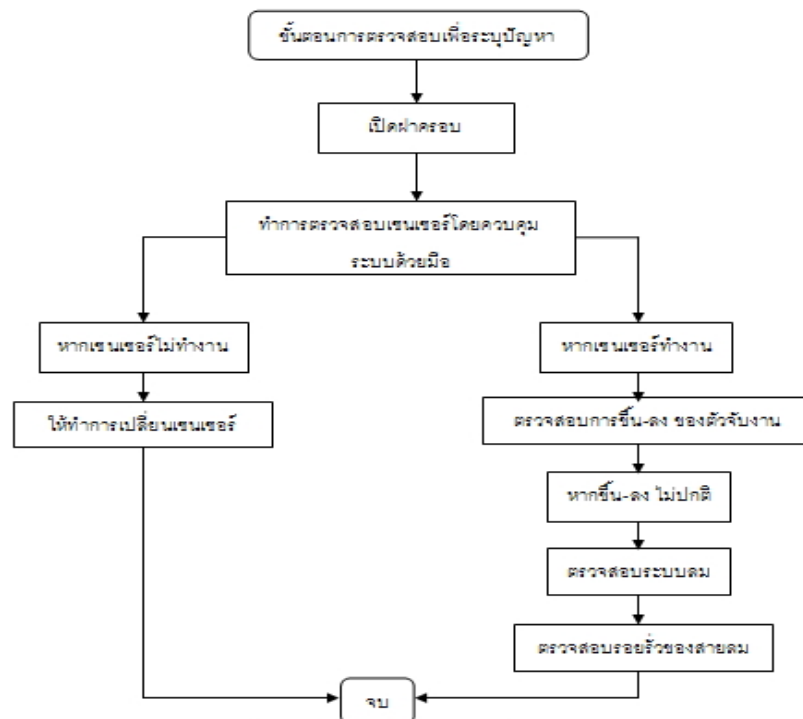 ขั้นตอนการตรวจสอบเพื่อระบุปัญหา
เปิดฝาครอบ
ทำการตรวจสอบเซนเซอร์โดยควบคุม
ระบบด้วยมือ
หากเซนเซอร์ไม่ทำงาน
หากเซนเซอร์ทำงาน
ให้ทำการเปลี่ยนเซนเซอร์
ตรวจสอบการขึ้น-ลง ของตัวจับงาน
หากขึ้น-ลง ไม่ปกติ
ตรวจสอบระบบลม
ตรวจสอบรอยรั่วของสายลม
จบ